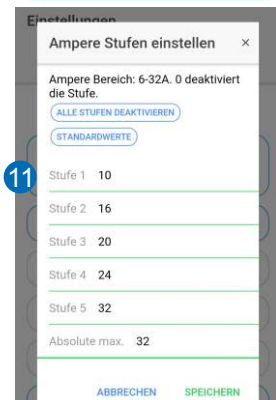 Einstellungen
Ampere Stufen einstellen ×
Ampere Bereich: 6-32A. 0 deaktiviert
die Stufe.
ALLE STUFEN DEAKTIVIEREN
STANDARDWERTE
11
Stufe 1 10
Stufe 2 16
Stufe 3 20
Stufe 4 24
Stufe 5 32
Absolute max. 32
ABBRECHEN SPEICHERN